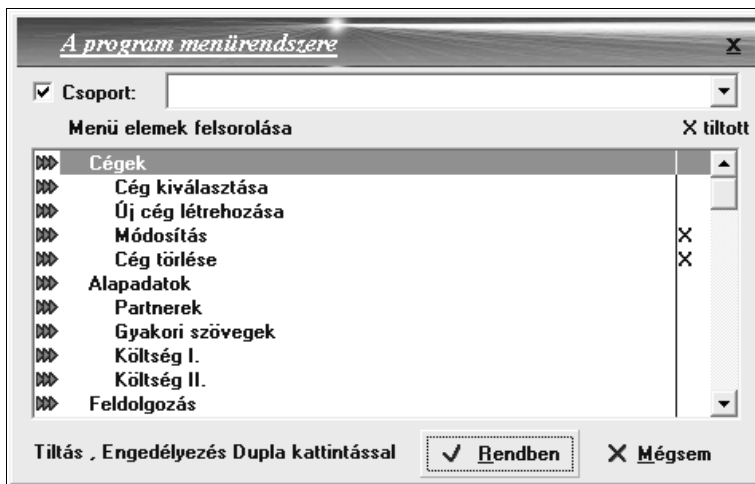 A program menürendszere x
Csoport:
Menü elemek felsorolása X tiltott
Cégek
Cég kiválasztása
Új cég létrehozása
Módosítás X
Cég törlése X
Alapadatok
Partnerek
Gyakori szövegek
Költség I.
Költség II.
Feldolgozás
Tiltás , Engedélyezés Dupla kattintással Rendben Mégsem